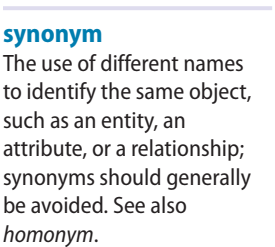 synonym
The use of different names
to identify the same object,
such as an entity, an
attribute, or a relationship;
synonyms should generally
be avoided. See also
homonym.